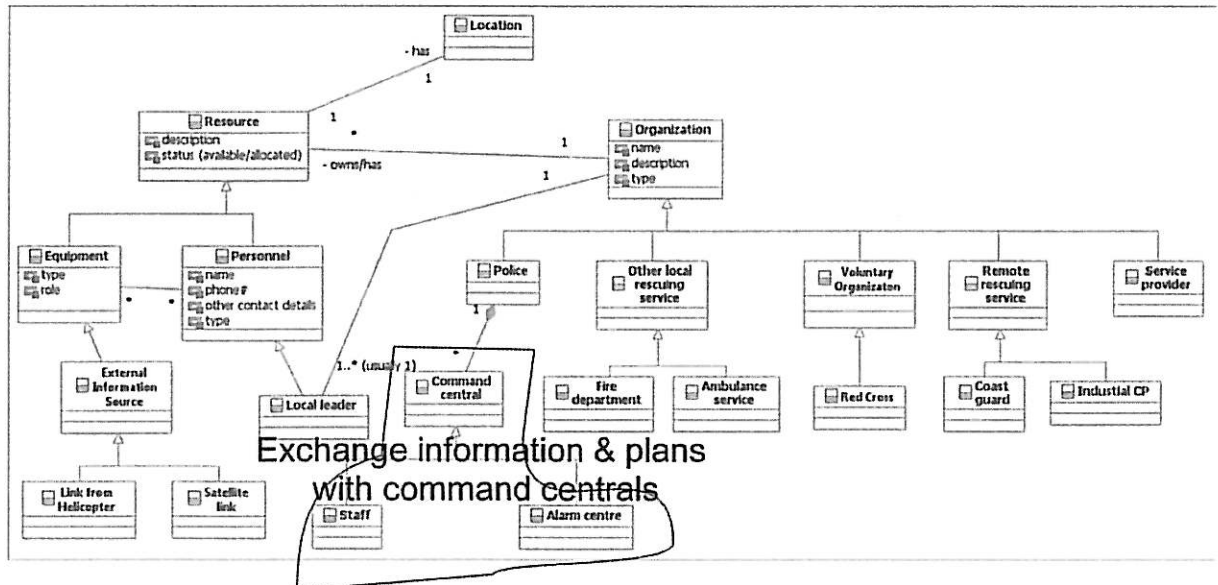 Location
- has
1
1
Resource
description
status (available/allocated)
*
- owns/has
1
1
Organization
name
description
type
Equipment
type
role
*
*
Personnel
name
phone#
other contact details
type
Police
1
Other local
rescuing
service
Voluntary
Organizaton
Remote
rescuing
service
Service
provider
External
Information
Source
1..* (usually 1)
*
Local leader
Command
central
Fire
department
Ambulance
service
Red Cross
Coast
guard
Industial CP
Exchange information & plans
with command centrals
Link from
Helicopter
Satellite
link
Staff
Alarm centre